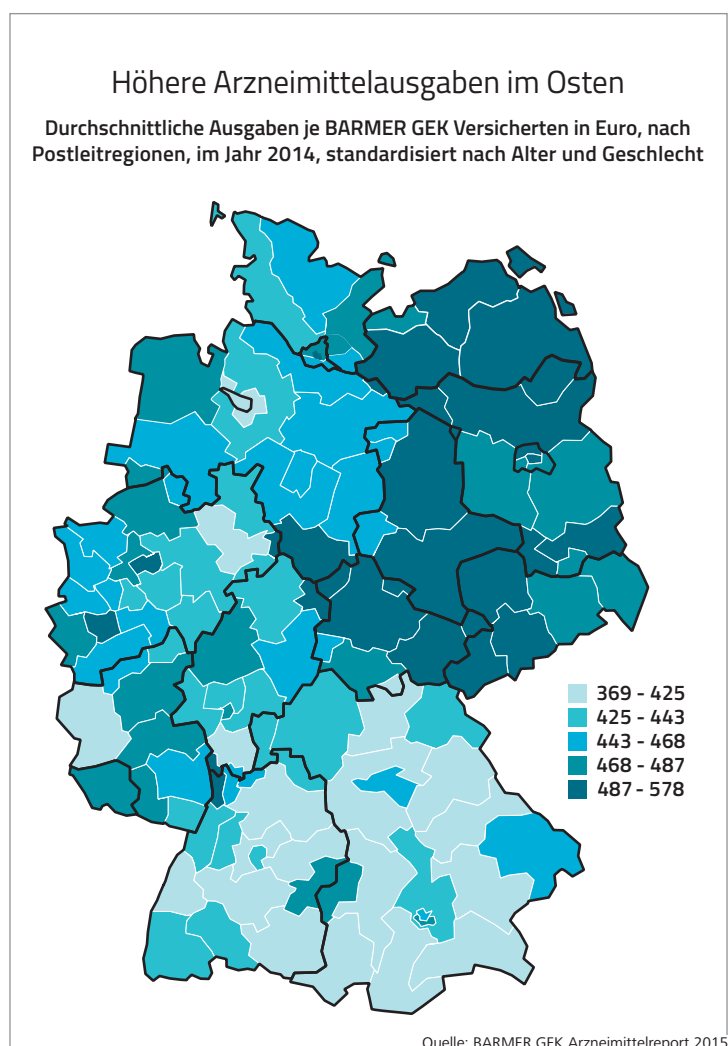 Höhere Arzneimittelausgaben im Osten
Durchschnittliche Ausgaben je BARMER GEK Versicherten in Euro, nach
Postleitregionen, im Jahr 2014, standardisiert nach Alter und Geschlecht
369 - 425
425 - 443
443 - 468
468 - 487
487 - 578
Quelle: BARMER GEK Arzneimittelreport 2015